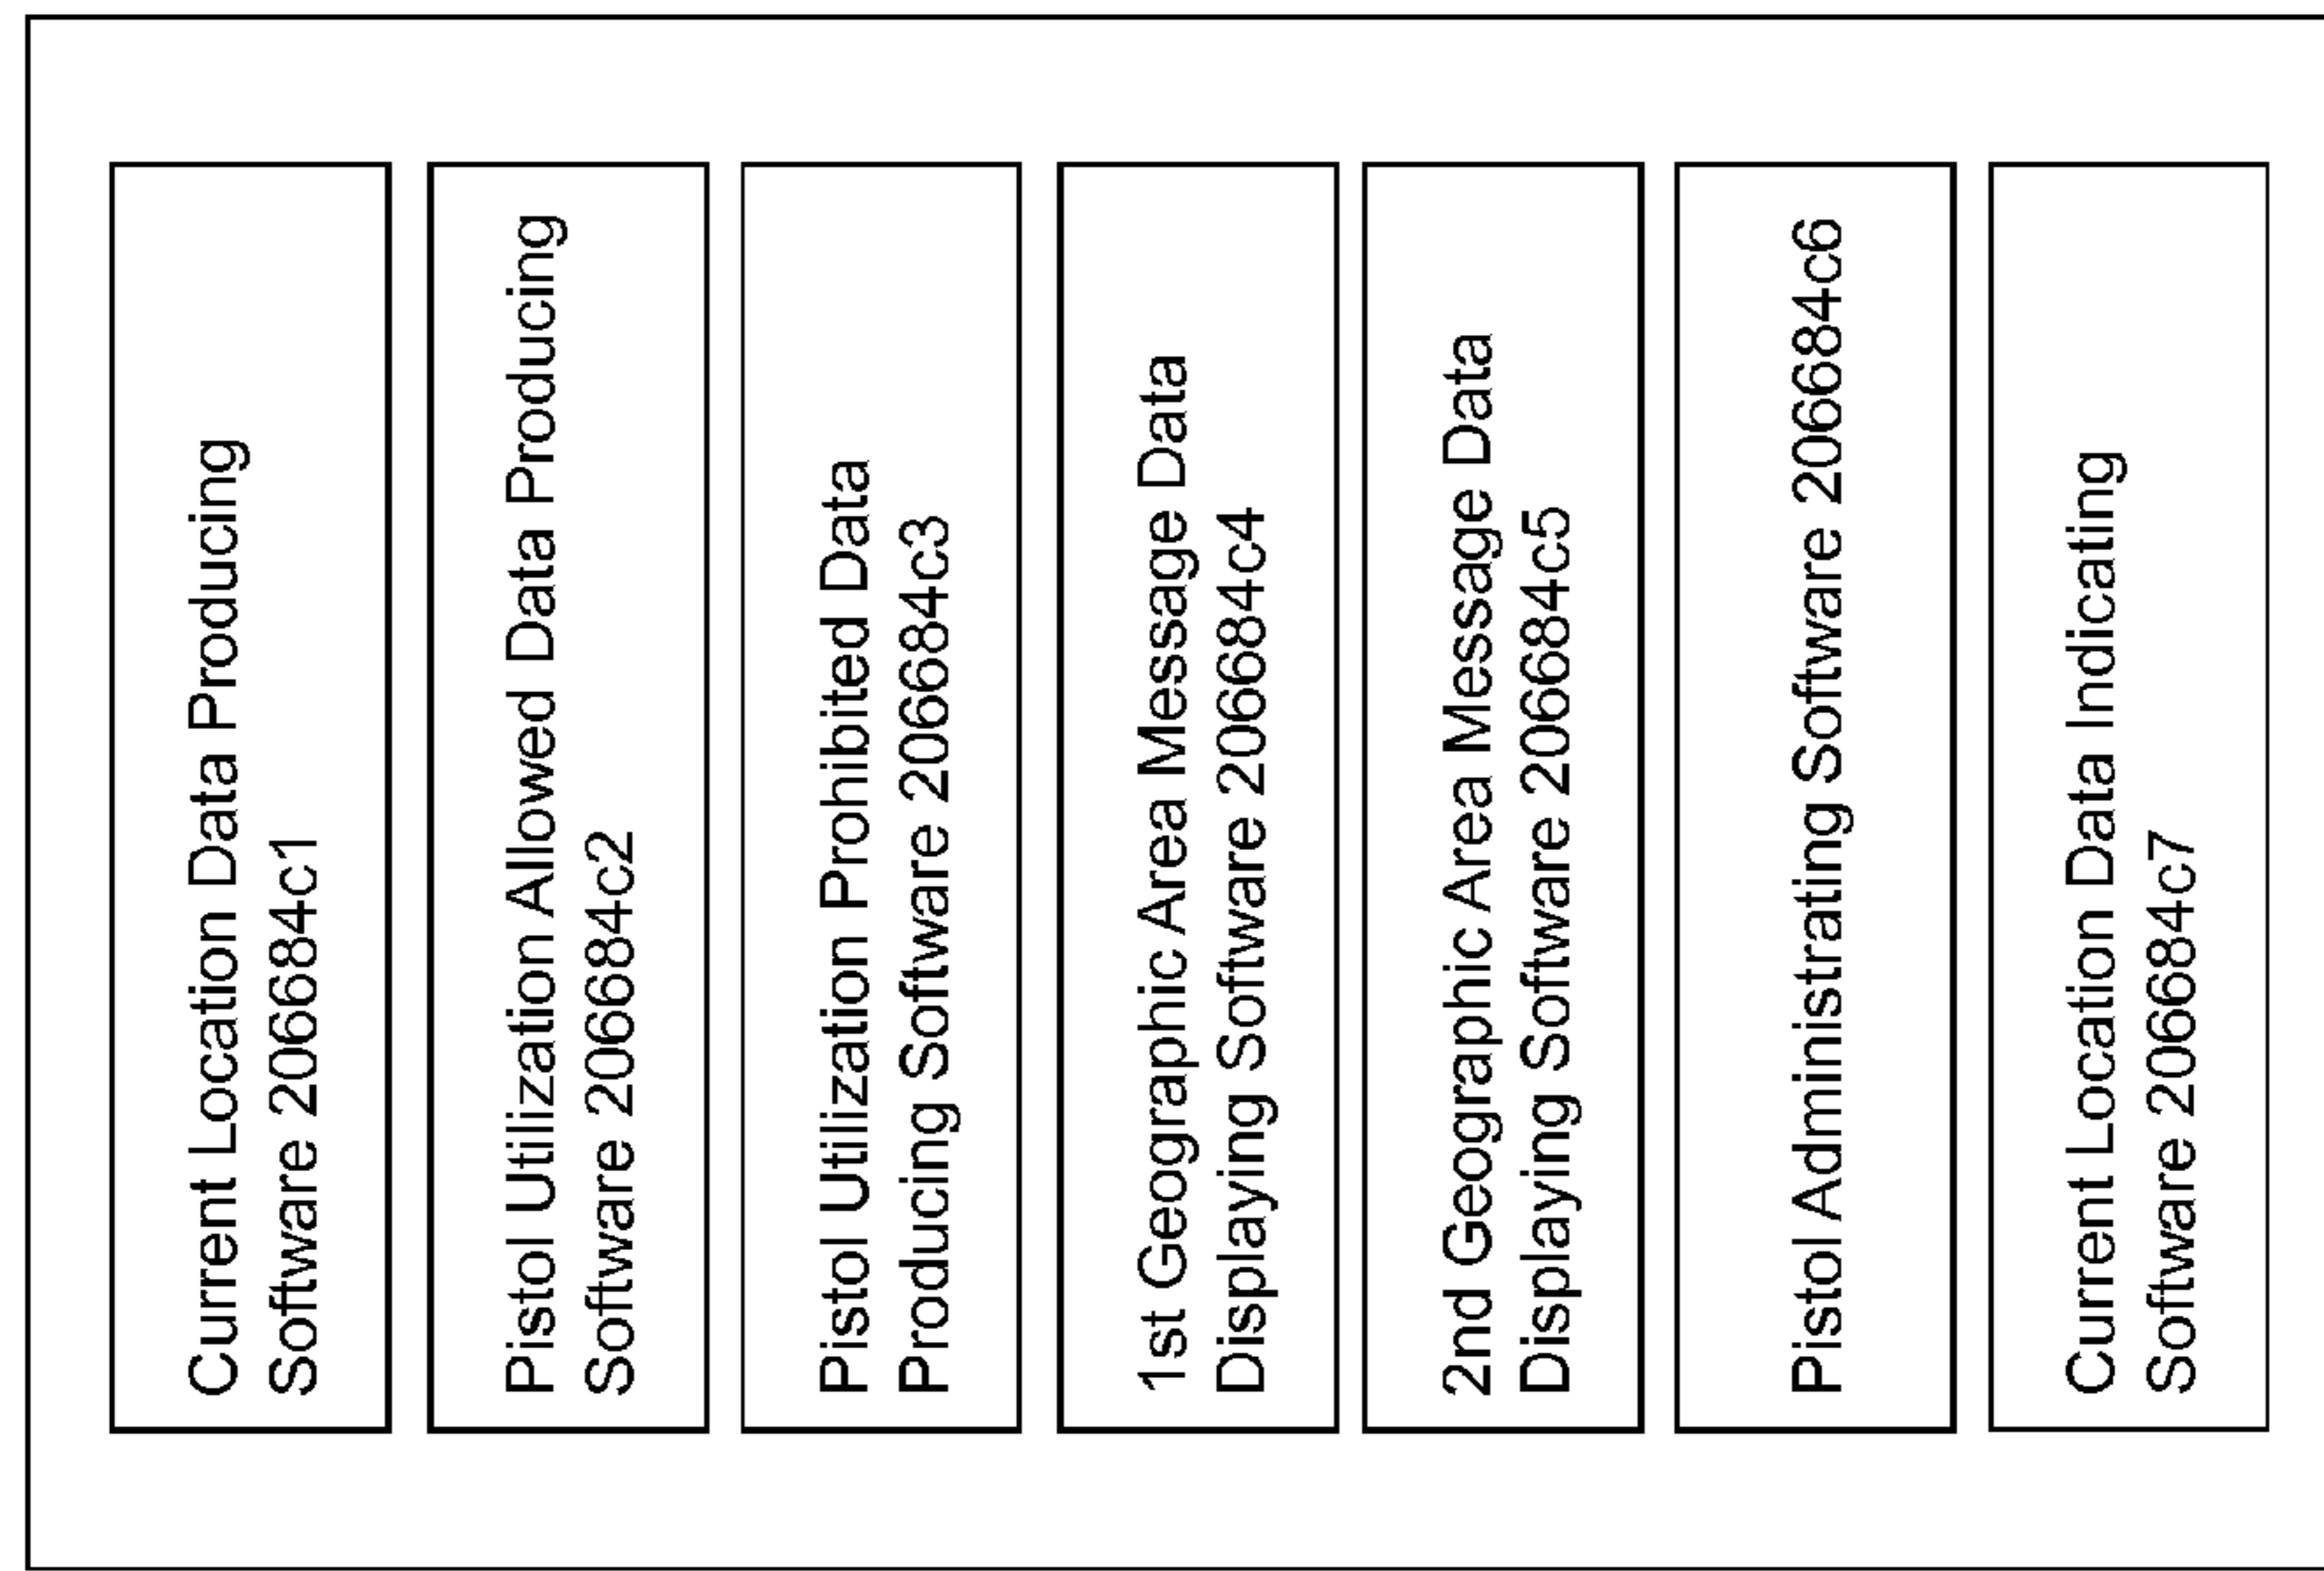 Current Location Data Producing
Software 206684c1
Pistol Utilization Allowed Data Producing
Software 206684c2
Pistol Utilization Prohibited Data
Producing Software 206684c3
1st Geographic Area Message Data
Displaying Software 206684c4
2nd Geographic Area Message Data
Displaying Software 206684c5
Pistol Administrating Software 206684c6
Current Location Data Indicating
Software 206684c7